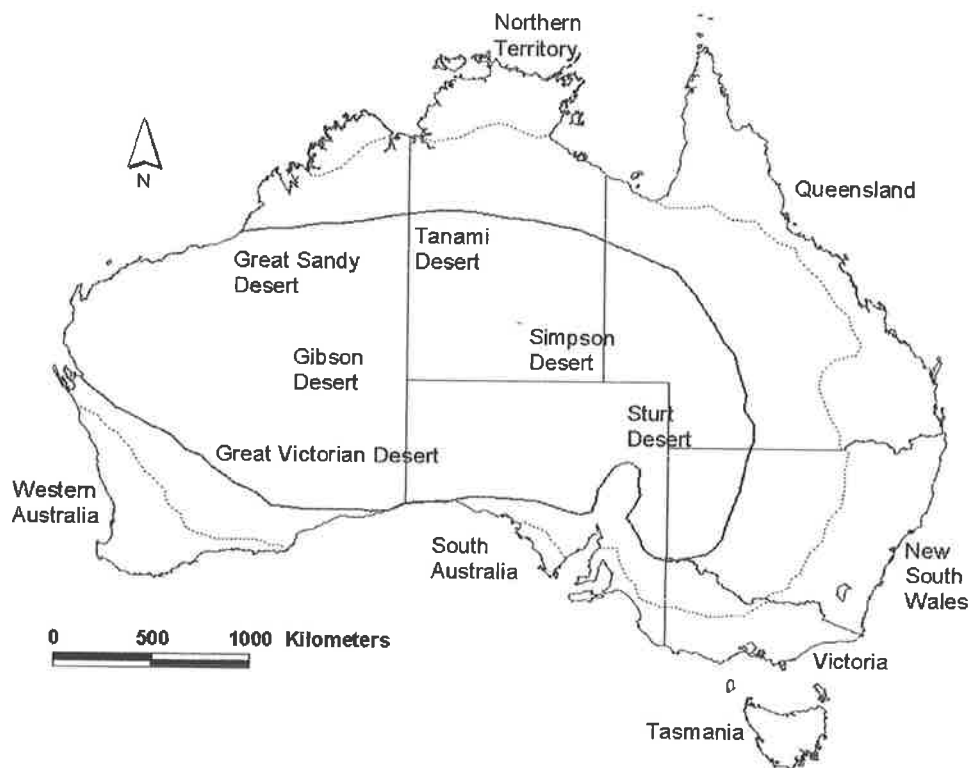 Northern
Territory
N
Queensland
Tanami
Desert
Great Sandy
Desert
Simpson
Desert
Gibson
Desert
Sturt
Desert
Great Victorian Desert
Western
Australia
South
Australia
New
South
Wales
0 500 1000 Kilometers
Victoria
Tasmania